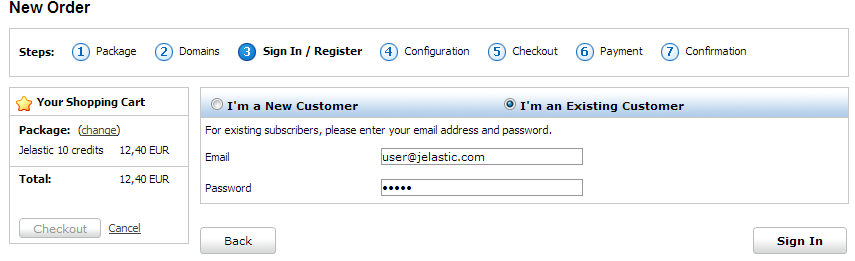 New Order
Steps: 1 Package 2 Domains 3 Sign In / Register 4 Configuration 5 Checkout 6 Payment 7 Confirmation
Your Shopping Cart
Package: (change)
Jelastic 10 credits 12,40 EUR
Total: 12,40 EUR
Checkout Cancel
I'm a New Customer I'm an Existing Customer
For existing subscribers, please enter your email address and password.
Email user@jelastic.com
Password •••••
Back Sign In